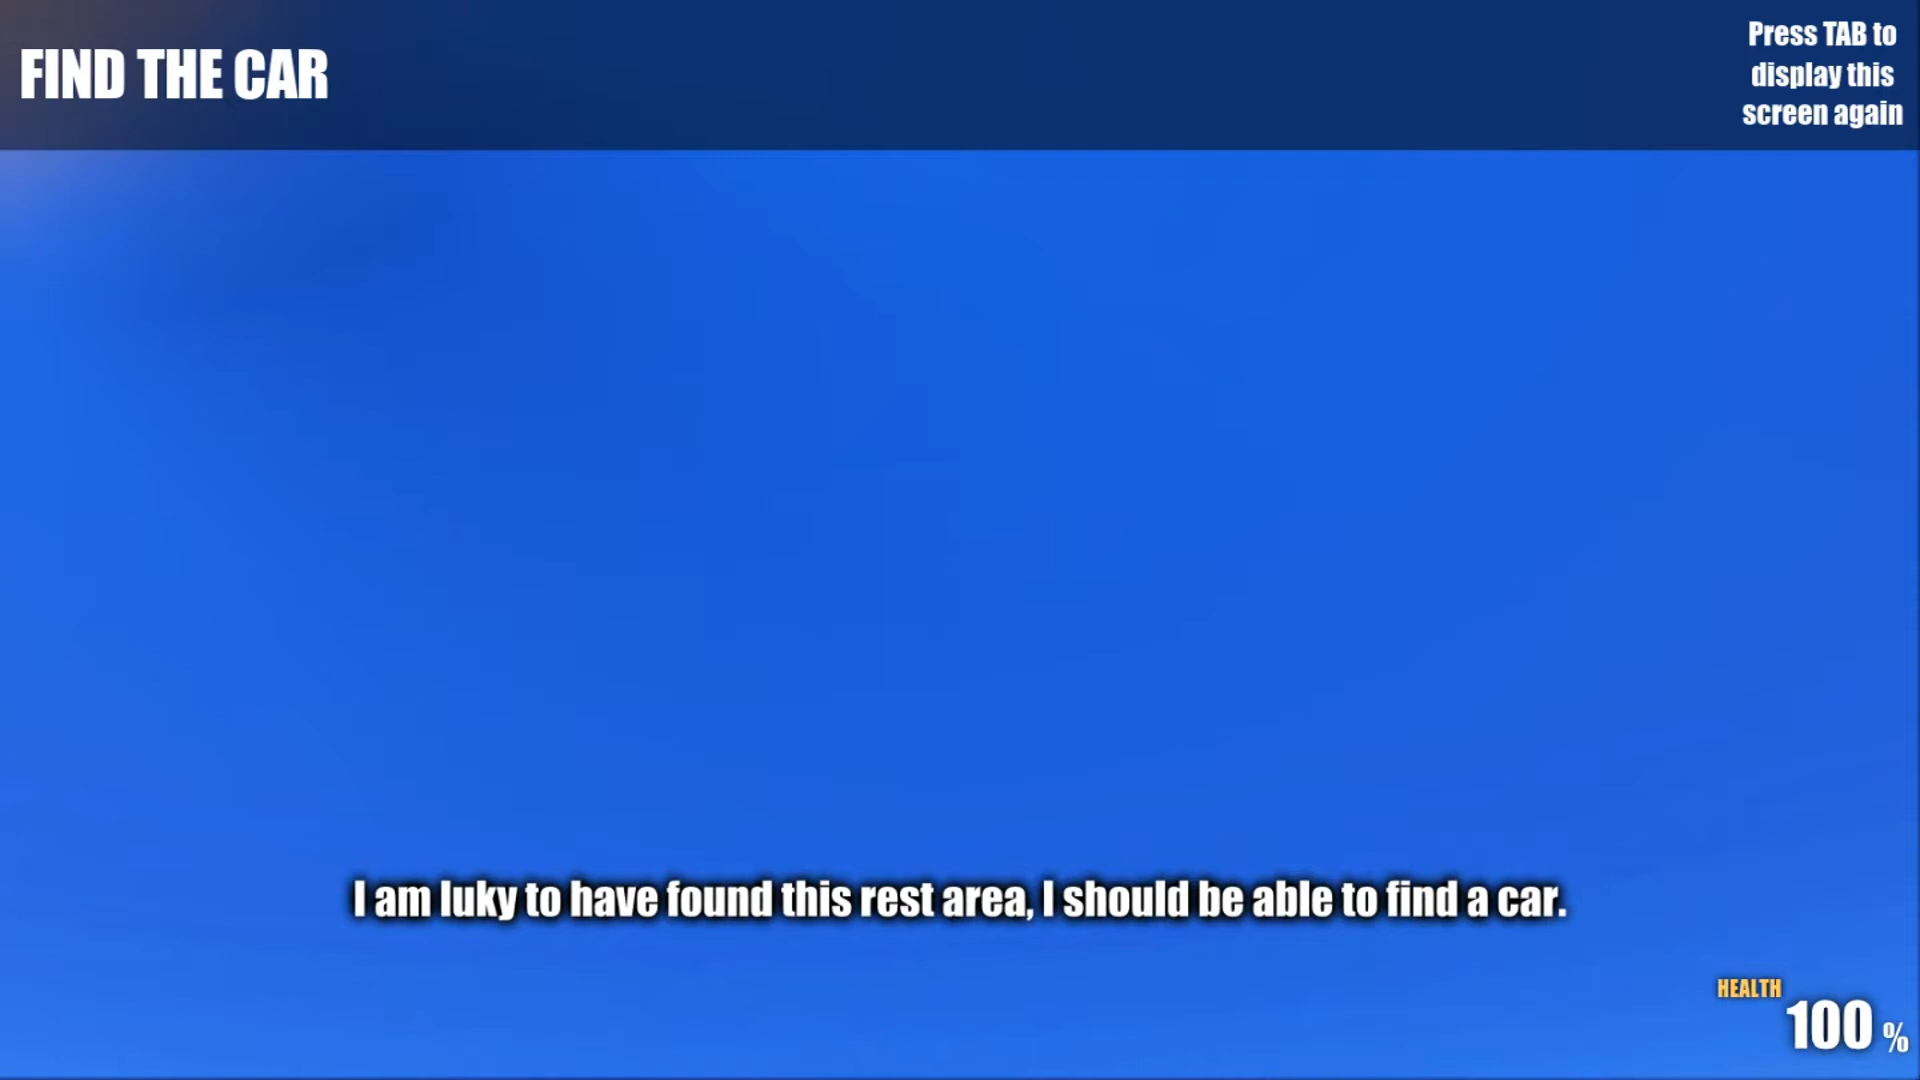 FIND THE CAR
Press TAB to
display this
screen again
I am luky to have found this rest area, I should be able to find a car.
HEALTH
100 %